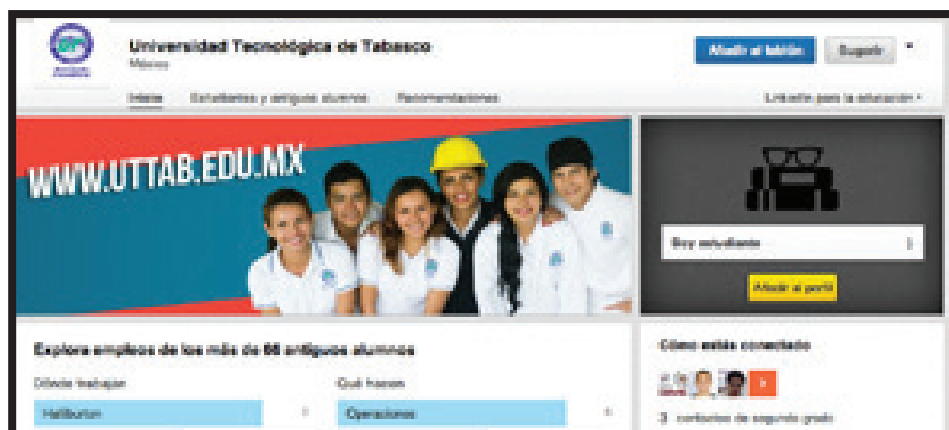 Universidad Tecnológica de Tabasco
México
Añadir al botón
Sugerir
Inicio Estudiantes y antiguos alumnos Recomendaciones
LinkedIn para la educación
WWW.UTTAB.EDU.MX
Soy estudiante
Añadir al perfil
Explora empleos de los más de 66 antiguos alumnos
Dónde trabajan
Qué hacen
Halliburton
Operaciones
Cómo estás conectado
3 contactos de segundo grado